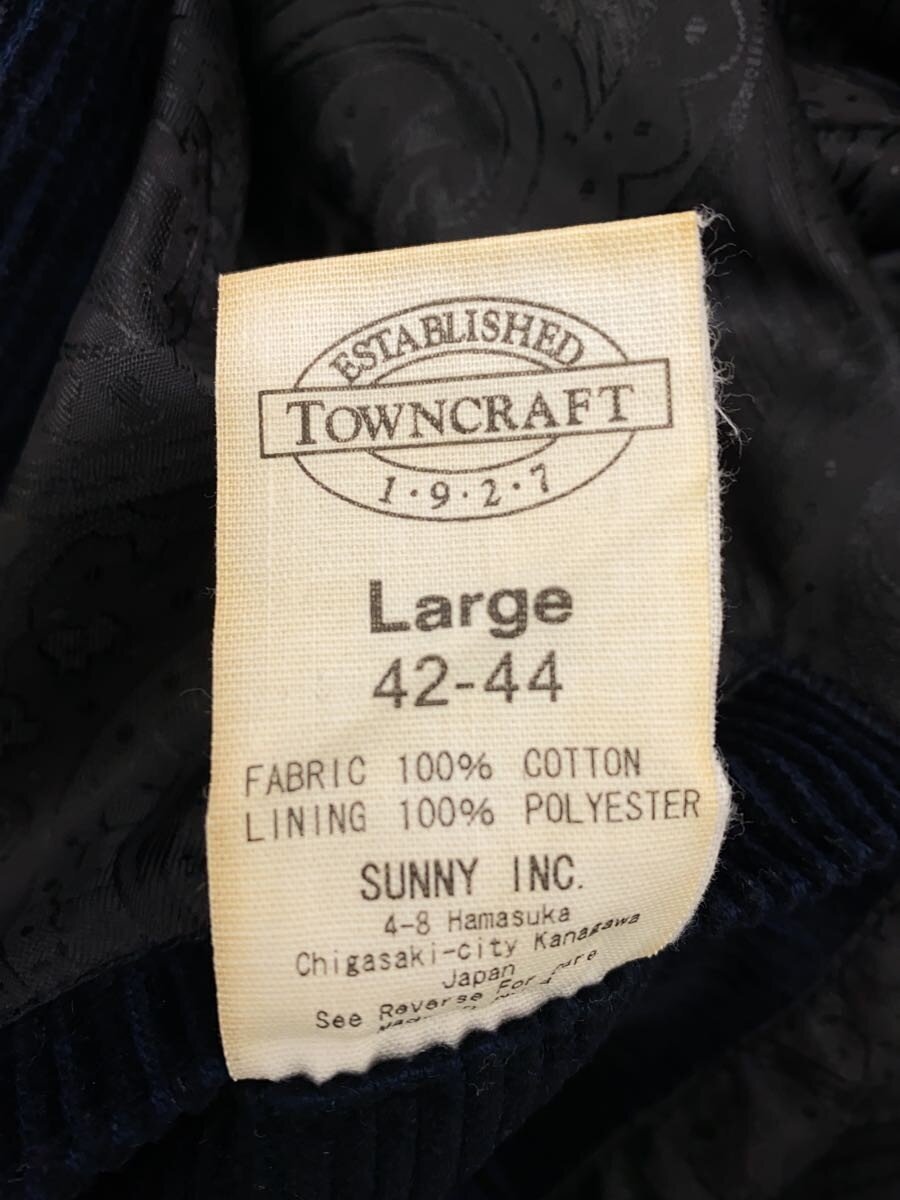 ESTABLISHED
TOWNCRAFT
1·9·2·7
Large
42-44
FABRIC 100% COTTON
LINING 100% POLYESTER
SUNNY INC.
4-8 Hamasuka
Chigasaki-city Kanagawa
Japan
See Reverse For